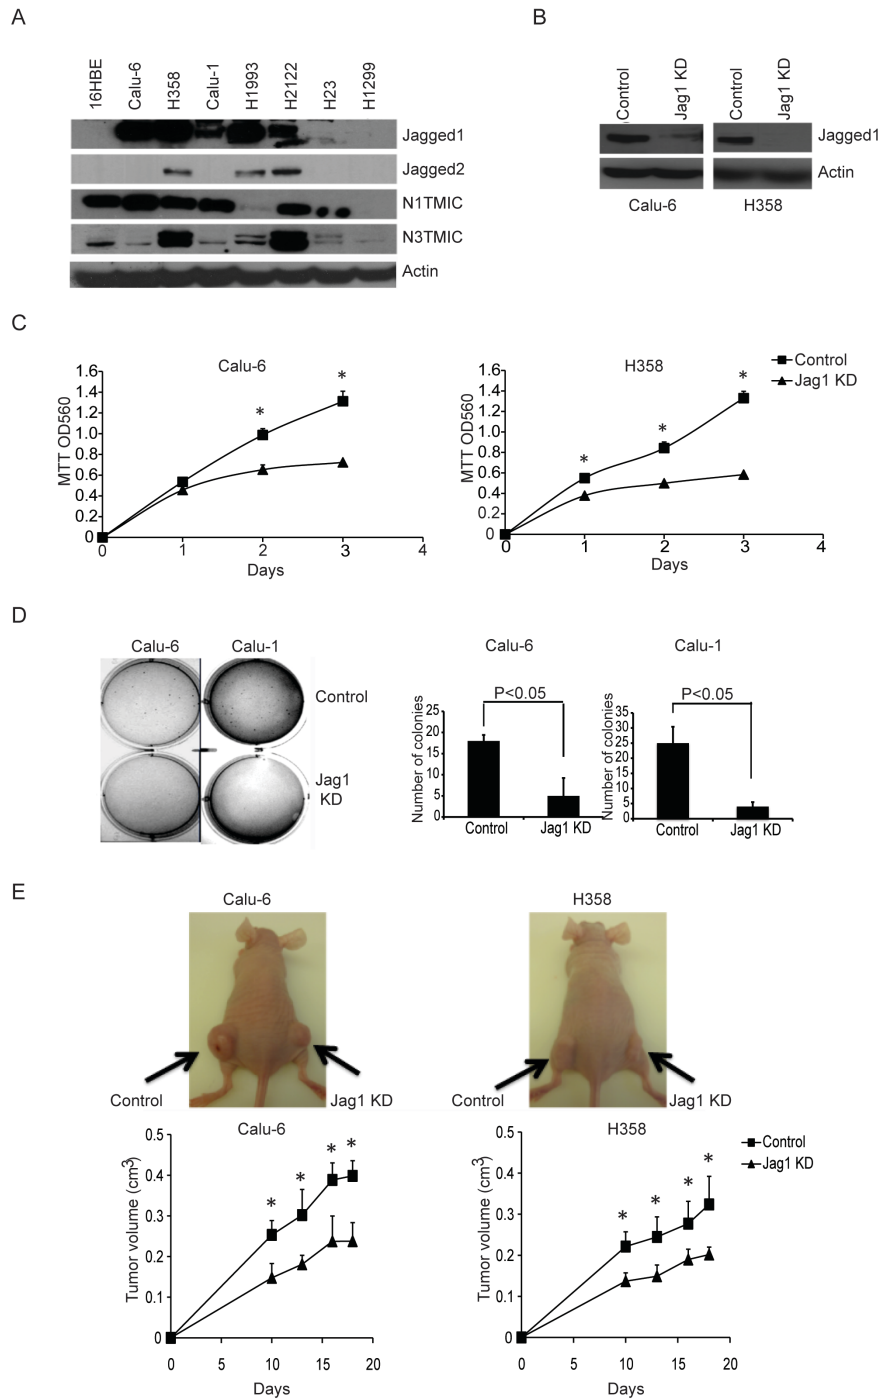 A
B
16HBE
Calu-6
H358
Calu-1
H1993
H2122
H23
H1299
Jagged1
Jagged2
N1TMIC
N3TMIC
Actin
Control
Jag1 KD
Control
Jag1 KD
Jagged1
Actin
Calu-6
H358
C
Calu-6
MTT OD560
1.6
1.4
1.2
1.0
0.8
0.6
0.4
0.2
0
*
*
0 1 2 3 4
Days
H358
MTT OD560
1.6
1.4
1.2
1.0
0.8
0.6
0.4
0.2
0
*
*
*
0 1 2 3 4
Days
Control
Jag1 KD
D
Calu-6
Calu-1
Control
Jag1
KD
Calu-6
P<0.05
Number of colonies
25
20
15
10
5
0
Control
Jag1 KD
Calu-1
P<0.05
Number of colonies
35
30
25
20
15
10
5
0
Control
Jag1 KD
E
Calu-6
H358
Control
Jag1 KD
Control
Jag1 KD
Calu-6
Tumor volume (cm3)
0.5
0.4
0.3
0.2
0.1
0
*
*
*
*
0 5 10 15 20
Days
H358
Tumor volume (cm3)
0.5
0.4
0.3
0.2
0.1
0
*
*
*
*
0 5 10 15 20
Days
Control
Jag1 KD